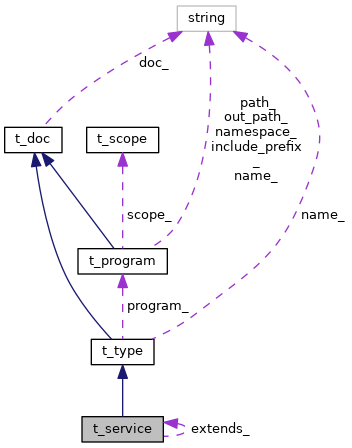 string
doc_
path_
out_path_
namespace_
include_prefix
_
name_
t_doc
t_scope
scope_
name_
t_program
program_
t_type
t_service
extends_